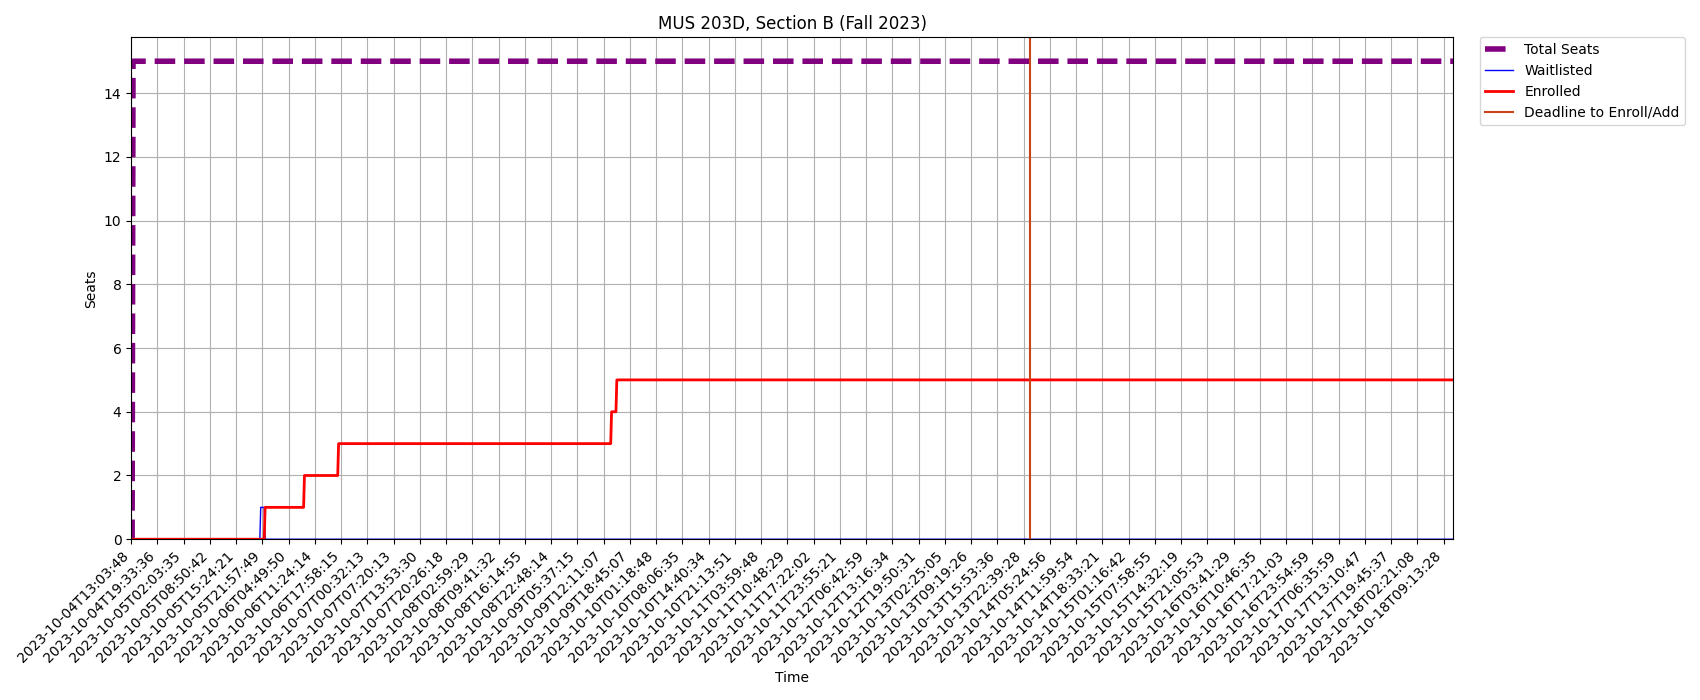 MUS 203D, Section B (Fall 2023)
Total Seats
Waitlisted
Enrolled
Deadline to Enroll/Add
Seats
14
12
10
8
6
4
2
0
2023-10-04T13:03:48
2023-10-04T19:33:36
2023-10-05T02:03:35
2023-10-05T08:50:42
2023-10-05T15:24:21
2023-10-05T21:57:49
2023-10-06T04:49:50
2023-10-06T11:24:14
2023-10-06T17:58:15
2023-10-07T00:32:13
2023-10-07T07:20:13
2023-10-07T13:53:30
2023-10-07T20:26:18
2023-10-08T02:59:29
2023-10-08T09:41:32
2023-10-08T16:14:55
2023-10-08T22:48:14
2023-10-09T05:37:15
2023-10-09T12:11:07
2023-10-09T18:45:07
2023-10-10T01:18:48
2023-10-10T08:06:35
2023-10-10T14:40:34
2023-10-10T21:13:51
2023-10-11T03:59:48
2023-10-11T10:48:29
2023-10-11T17:22:02
2023-10-11T23:55:21
2023-10-12T06:42:59
2023-10-12T13:16:34
2023-10-12T19:50:31
2023-10-13T02:25:05
2023-10-13T09:19:26
2023-10-13T15:53:36
2023-10-13T22:39:28
2023-10-14T05:24:56
2023-10-14T11:59:54
2023-10-14T18:33:21
2023-10-15T01:16:42
2023-10-15T07:58:55
2023-10-15T14:32:19
2023-10-15T21:05:53
2023-10-16T03:41:29
2023-10-16T10:46:35
2023-10-16T17:21:03
2023-10-16T23:54:59
2023-10-17T06:35:59
2023-10-17T13:10:47
2023-10-17T19:45:37
2023-10-18T02:21:08
2023-10-18T09:13:28
Time